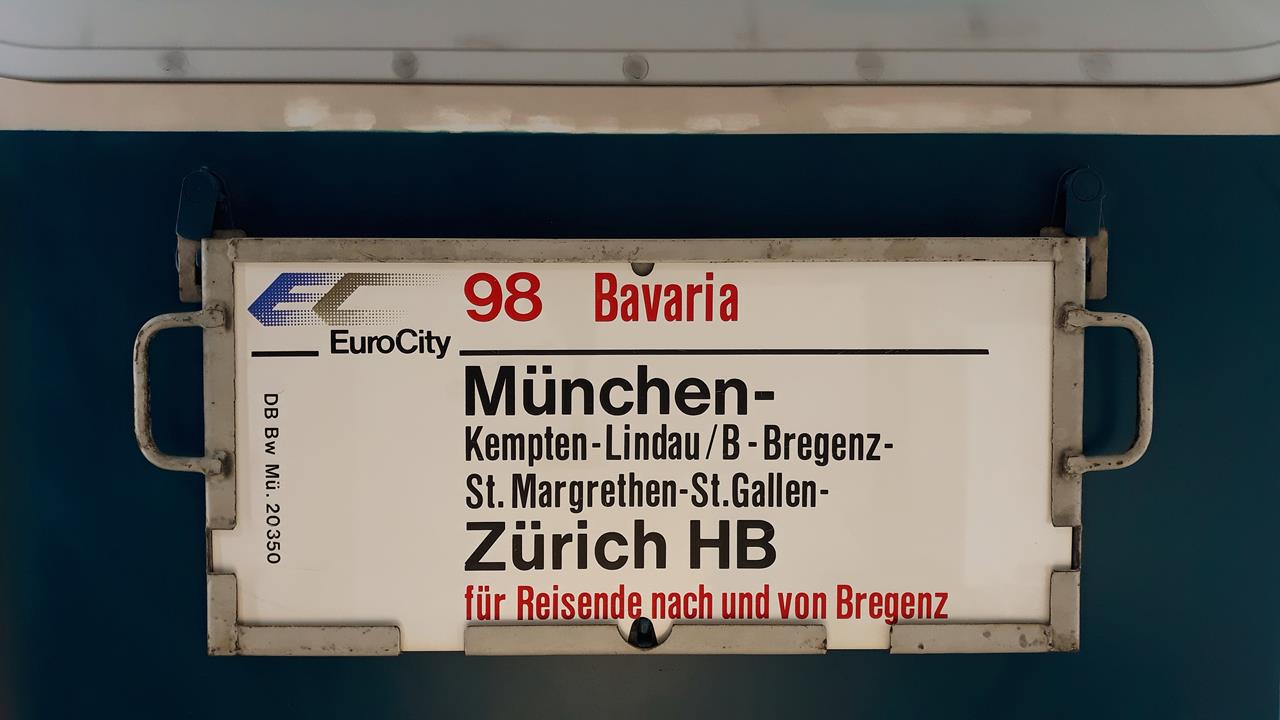 EC 98 Bavaria
EuroCity
München-
Kempten-Lindau/B-Bregenz-
St. Margrethen-St.Gallen-
Zürich HB
für Reisende nach und von Bregenz
DB Bw Mü. 20350